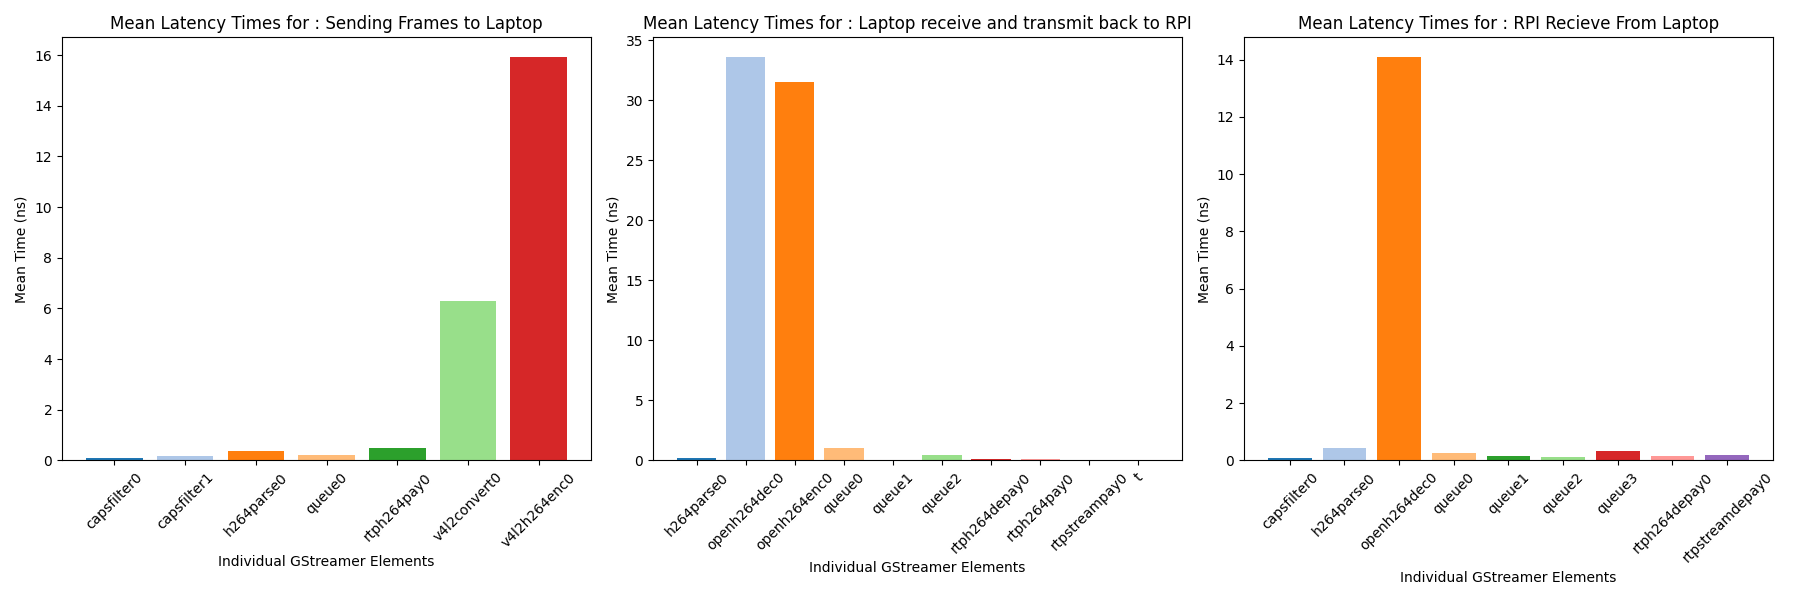 Mean Latency Times for : Sending Frames to Laptop
Mean Time (ns)
16
14
12
10
8
6
4
2
0
capsfilter0
capsfilter1
h264parse0
queue0
rtph264pay0
v4l2convert0
v4l2h264enc0
Individual GStreamer Elements
Mean Latency Times for : Laptop receive and transmit back to RPI
Mean Time (ns)
35
30
25
20
15
10
5
0
h264parse0
openh264dec0
openh264enc0
queue0
queue1
queue2
rtph264depay0
rtph264pay0
rtpstreampay0
t
Individual GStreamer Elements
Mean Latency Times for : RPI Recieve From Laptop
Mean Time (ns)
14
12
10
8
6
4
2
0
capsfilter0
h264parse0
openh264dec0
queue0
queue1
queue2
queue3
rtph264depay0
rtpstreamdepay0
Individual GStreamer Elements